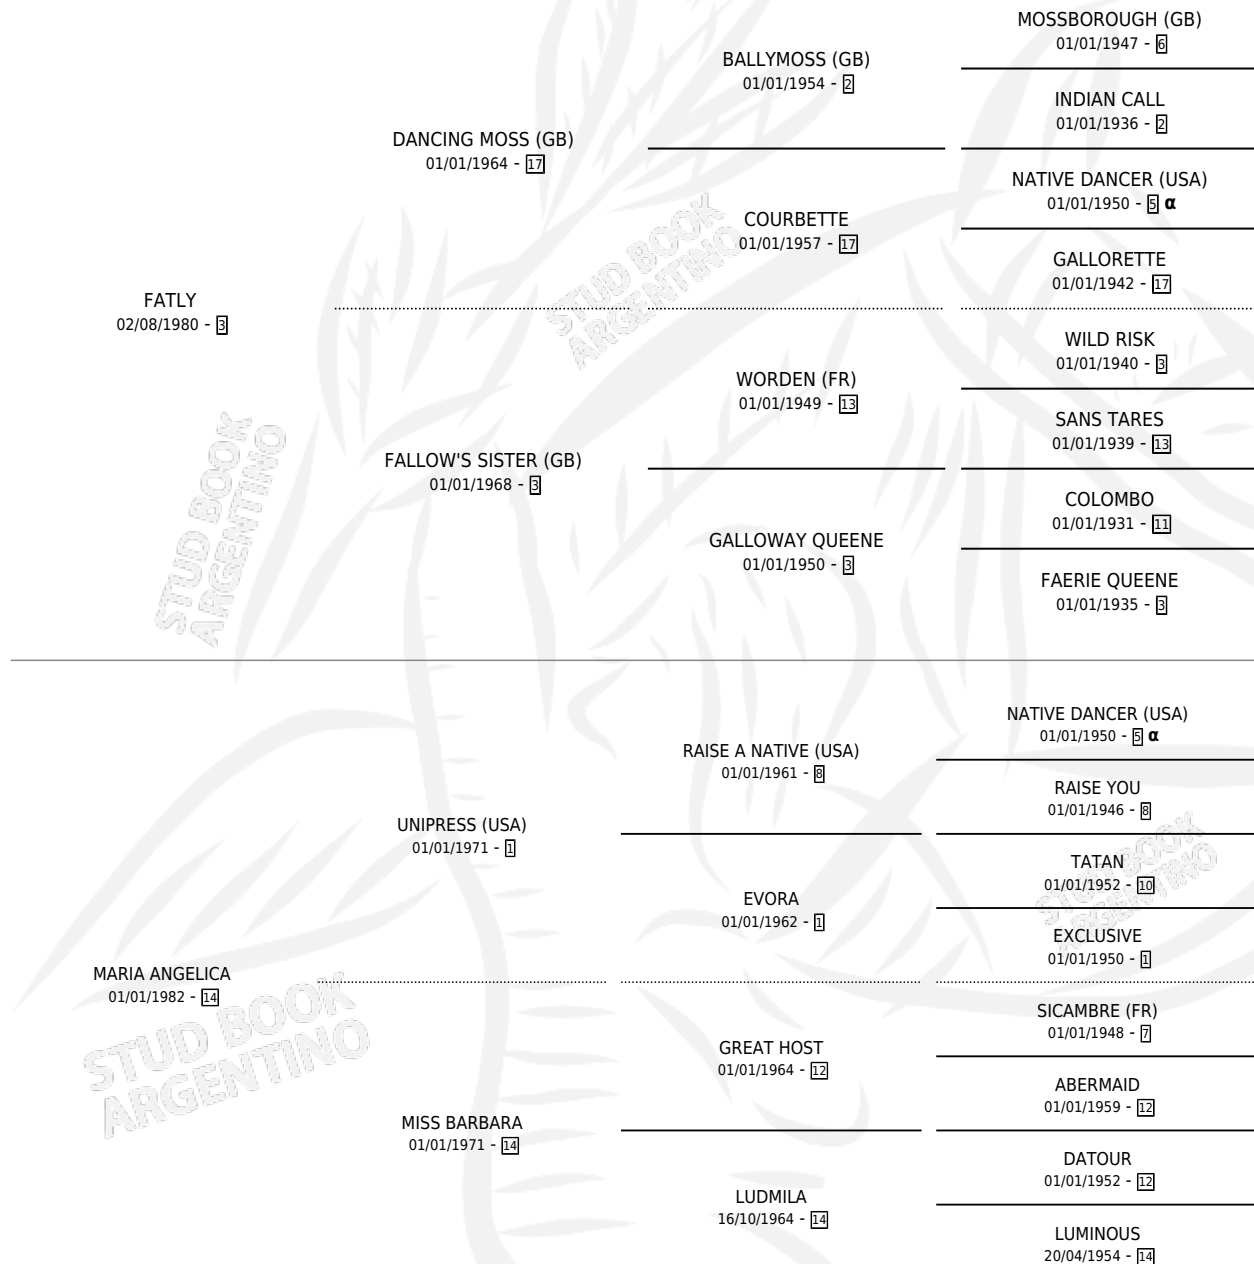 MOSSBOROUGH (GB)
01/01/1947 - 6
BALLYMOSS (GB)
01/01/1954 - 2
INDIAN CALL
01/01/1936 - 2
DANCING MOSS (GB)
01/01/1964 - 17
NATIVE DANCER (USA)
01/01/1950 - 5 α
COURBETTE
01/01/1957 - 17
GALLORETTE
01/01/1942 - 17
FATLY
02/08/1980 - 3
WILD RISK
01/01/1940 - 3
WORDEN (FR)
01/01/1949 - 13
SANS TARES
01/01/1939 - 13
FALLOW'S SISTER (GB)
01/01/1968 - 3
COLOMBO
01/01/1931 - 11
GALLOWAY QUEENE
01/01/1950 - 3
FAERIE QUEENE
01/01/1935 - 3
STUD BOOK
ARGENTINO
STUD BOOK
ARGENTINO
NATIVE DANCER (USA)
01/01/1950 - 5 α
RAISE A NATIVE (USA)
01/01/1961 - 8
RAISE YOU
01/01/1946 - 8
UNIPRESS (USA)
01/01/1971 - 1
TATAN
01/01/1952 - 10
EVORA
01/01/1962 - 1
EXCLUSIVE
01/01/1950 - 1
STUD BOOK
ARGENTINO
MARIA ANGELICA
01/01/1982 - 14
SICAMBRE (FR)
01/01/1948 - 7
GREAT HOST
01/01/1964 - 12
ABERMAID
01/01/1959 - 12
MISS BARBARA
01/01/1971 - 14
DATOUR
01/01/1952 - 12
LUDMILA
16/10/1964 - 14
LUMINOUS
20/04/1954 - 14
STUD BOOK
ARGENTINO